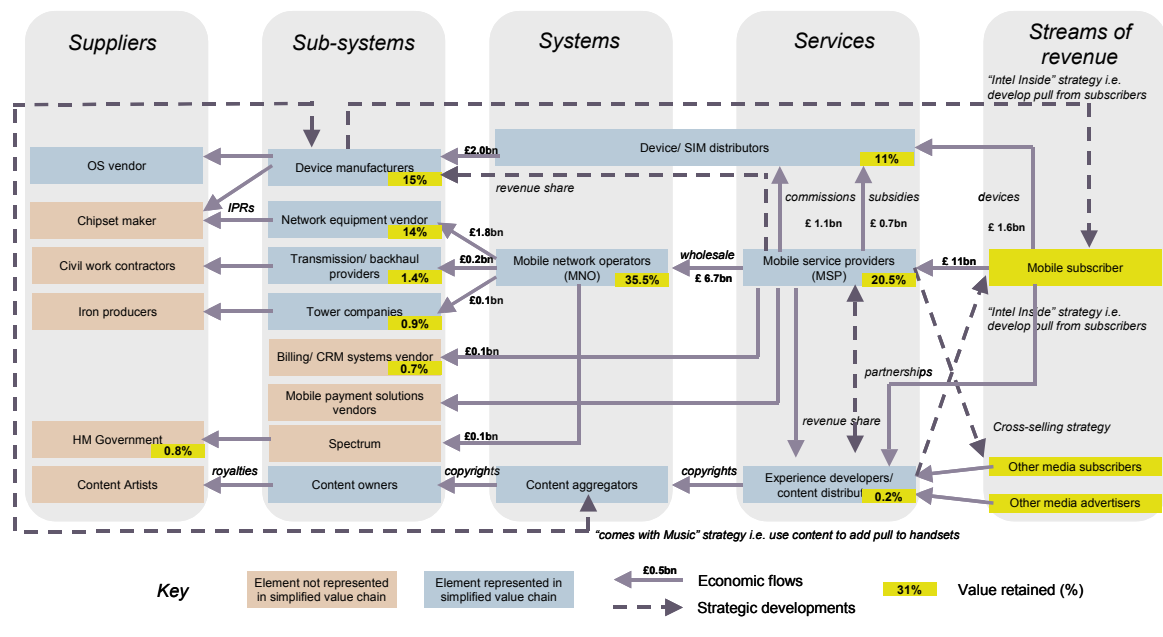 Suppliers
Sub-systems
Systems
Services
Streams of
revenue
“Intel Inside” strategy i.e.
develop pull from subscribers
OS vendor
Device manufacturers
15%
£2.0bn
Device/ SIM distributors
11%
revenue share
commissions
subsidies
devices
£ 1.1bn
£ 0.7bn
£ 1.6bn
Chipset maker
IPRs
Network equipment vendor
14%
£1.8bn
Civil work contractors
Transmission/ backhaul
providers
1.4%
£0.2bn
Mobile network operators
(MNO)
35.5%
wholesale
£ 6.7bn
Mobile service providers
(MSP)
20.5%
£ 11bn
Mobile subscriber
Iron producers
Tower companies
0.9%
£0.1bn
“Intel Inside” strategy i.e.
develop pull from subscribers
Billing/ CRM systems vendor
0.7%
£0.1bn
partnerships
Mobile payment solutions
vendors
revenue share
Cross-selling strategy
HM Government
0.8%
Spectrum
£0.1bn
Content Artists
royalties
Content owners
copyrights
Content aggregators
copyrights
Experience developers/
content distribut
0.2%
Other media subscribers
Other media advertisers
“comes with Music” strategy i.e. use content to add pull to handsets
Key
Element not represented
in simplified value chain
Element represented in
simplified value chain
£0.5bn
Economic flows
Strategic developments
31%
Value retained (%)